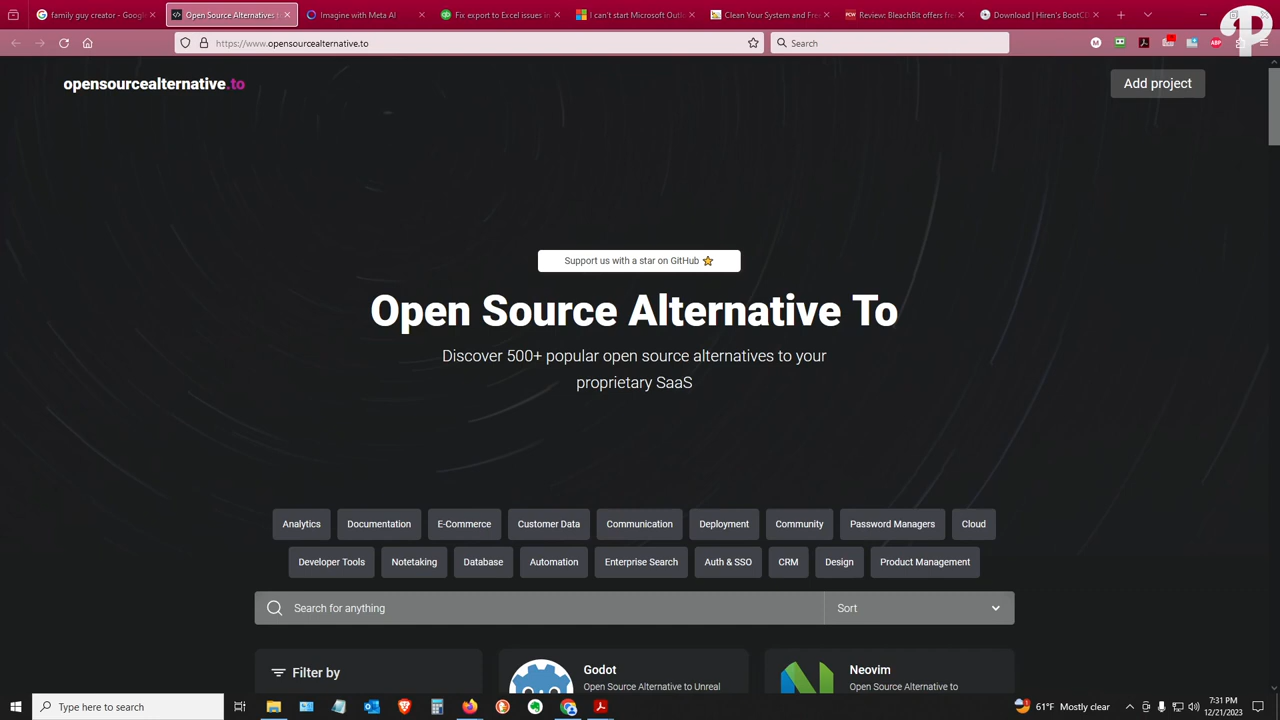 family guy creator - Google
Open Source Alternatives t
Imagine with Meta AI
Fix export to Excel issues in
I can't start Microsoft Outlo
Clean Your System and Free
Review: BleachBit offers free
Download | Hiren's BootCD
https://www.opensourcealternative.to
Search
opensourcealternative.to
Add project
Support us with a star on GitHub ⭐
Open Source Alternative To
Discover 500+ popular open source alternatives to your
proprietary SaaS
Analytics
Documentation
E-Commerce
Customer Data
Communication
Deployment
Community
Password Managers
Cloud
Developer Tools
Notetaking
Database
Automation
Enterprise Search
Auth & SSO
CRM
Design
Product Management
Search for anything
Sort
Filter by
Godot
Open Source Alternative to Unreal
Neovim
Open Source Alternative to
Type here to search
61°F Mostly clear
7:31 PM
12/21/2023